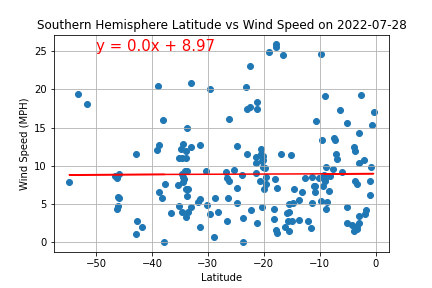 Southern Hemisphere Latitude vs Wind Speed on 2022-07-28
y = 0.0x + 8.97
25
20
15
10
5
0
Wind Speed (MPH)
−50 −40 −30 −20 −10 0
Latitude